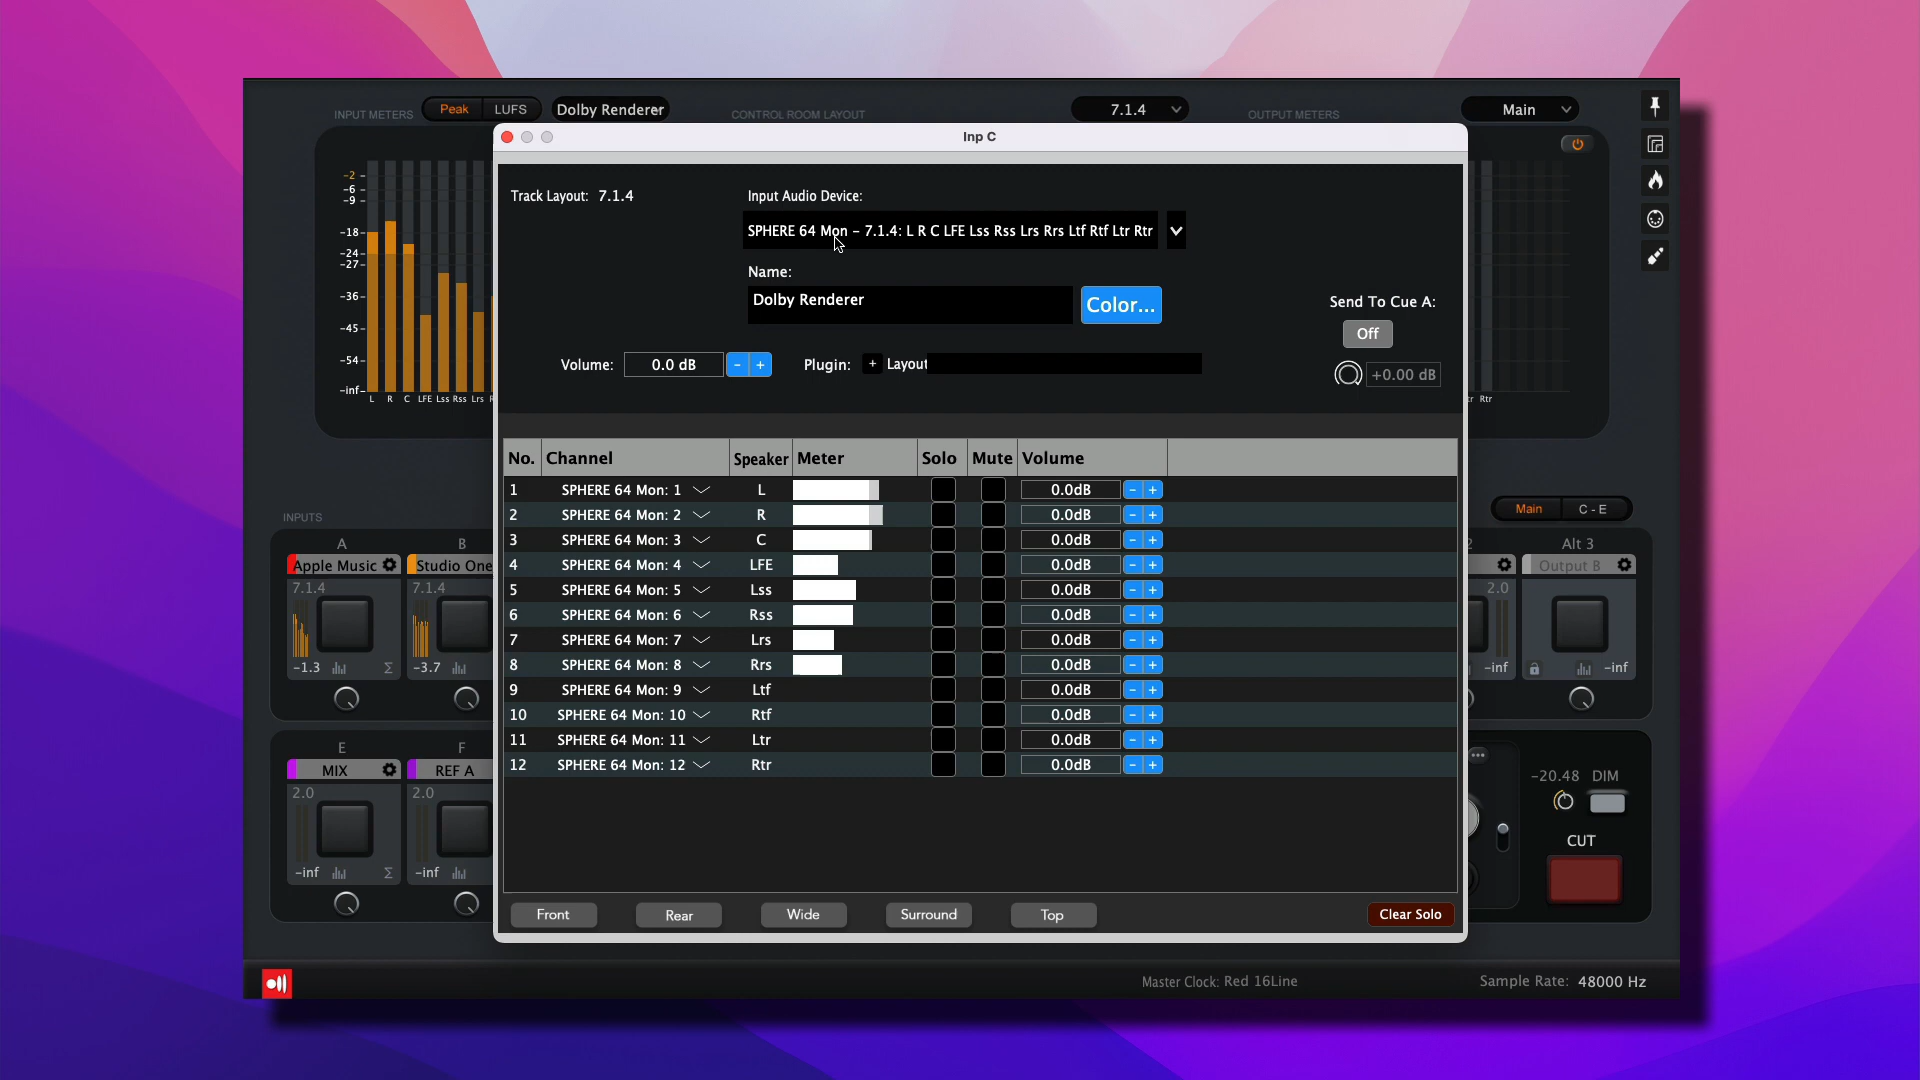 INPUT METERS Peak LUFS Dolby Renderer CONTROL ROOM LAYOUT 7.1.4 OUTPUT METERS Main
Inp C
Track Layout: 7.1.4 Input Audio Device:
SPHERE 64 Mon - 7.1.4: L R C LFE Lss Rss Lrs Rrs Ltf Rtf Ltr Rtr
Name:
Dolby Renderer Color...
Send To Cue A:
Off
Volume: 0.0 dB - + Plugin: + Layout
+0.00 dB
-2
-6
-9
-18
-24
-27
-36
-45
-54
-inf
L R C LFE Lss Rss Lrs
Rtr
No. Channel Speaker Meter Solo Mute Volume
1 SPHERE 64 Mon: 1 L 0.0dB - +
2 SPHERE 64 Mon: 2 R 0.0dB - +
3 SPHERE 64 Mon: 3 C 0.0dB - +
4 SPHERE 64 Mon: 4 LFE 0.0dB - +
5 SPHERE 64 Mon: 5 Lss 0.0dB - +
6 SPHERE 64 Mon: 6 Rss 0.0dB - +
7 SPHERE 64 Mon: 7 Lrs 0.0dB - +
8 SPHERE 64 Mon: 8 Rrs 0.0dB - +
9 SPHERE 64 Mon: 9 Ltf 0.0dB - +
10 SPHERE 64 Mon: 10 Rtf 0.0dB - +
11 SPHERE 64 Mon: 11 Ltr 0.0dB - +
12 SPHERE 64 Mon: 12 Rtr 0.0dB - +
Front Rear Wide Surround Top Clear Solo
INPUTS
A B
Apple Music Studio One
7.1.4 7.1.4
-1.3 Σ -3.7
E F
MIX REF A
2.0 2.0
-inf Σ -inf
Main C - E
2 Alt 3
Output B
2.0
-inf -inf
-20.48 DIM
CUT
Master Clock: Red 16Line Sample Rate: 48000 Hz